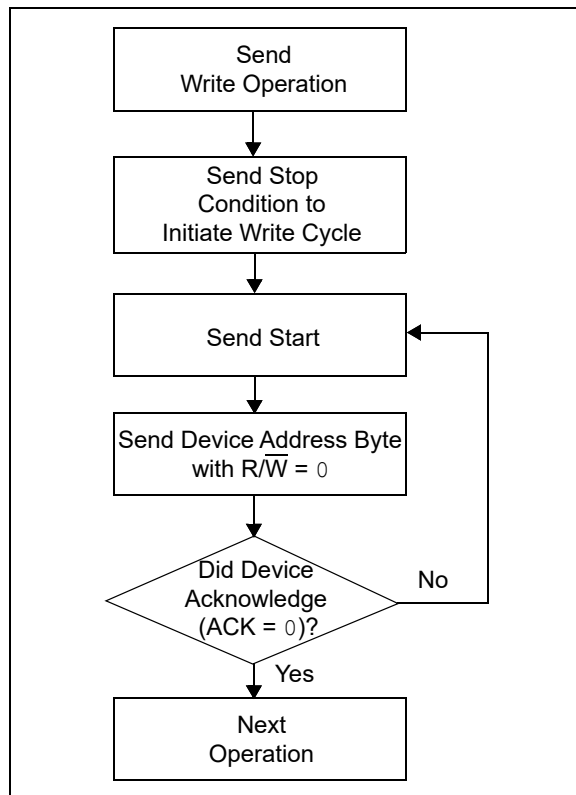 Send
Write Operation
Send Stop
Condition to
Initiate Write Cycle
Send Start
Send Device Address Byte
with R/W̅ = 0
Did Device
Acknowledge
(ACK = 0)?
No
Yes
Next
Operation